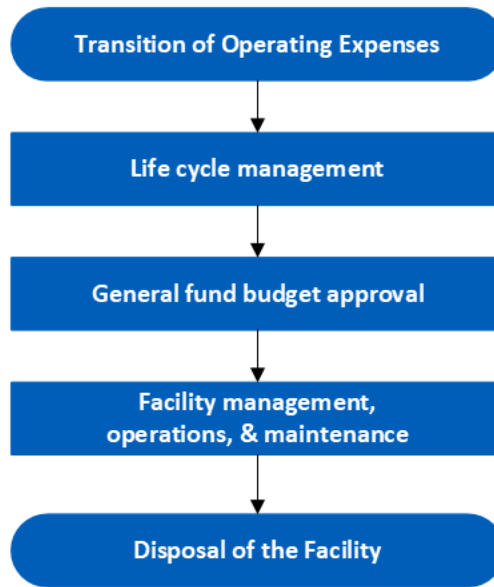 Transition of Operating Expenses
Life cycle management
General fund budget approval
Facility management,
operations, & maintenance
Disposal of the Facility